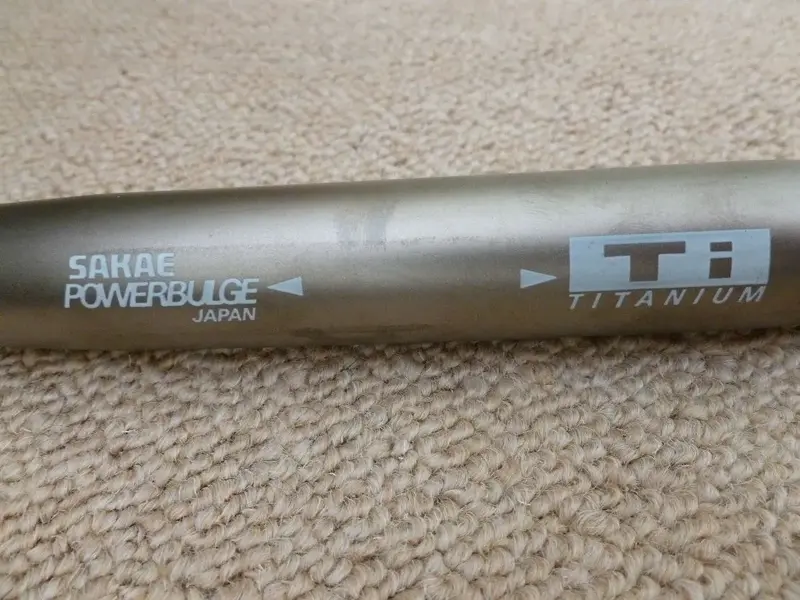 SAKAE
POWERBULGE
JAPAN
Ti
TITANIUM